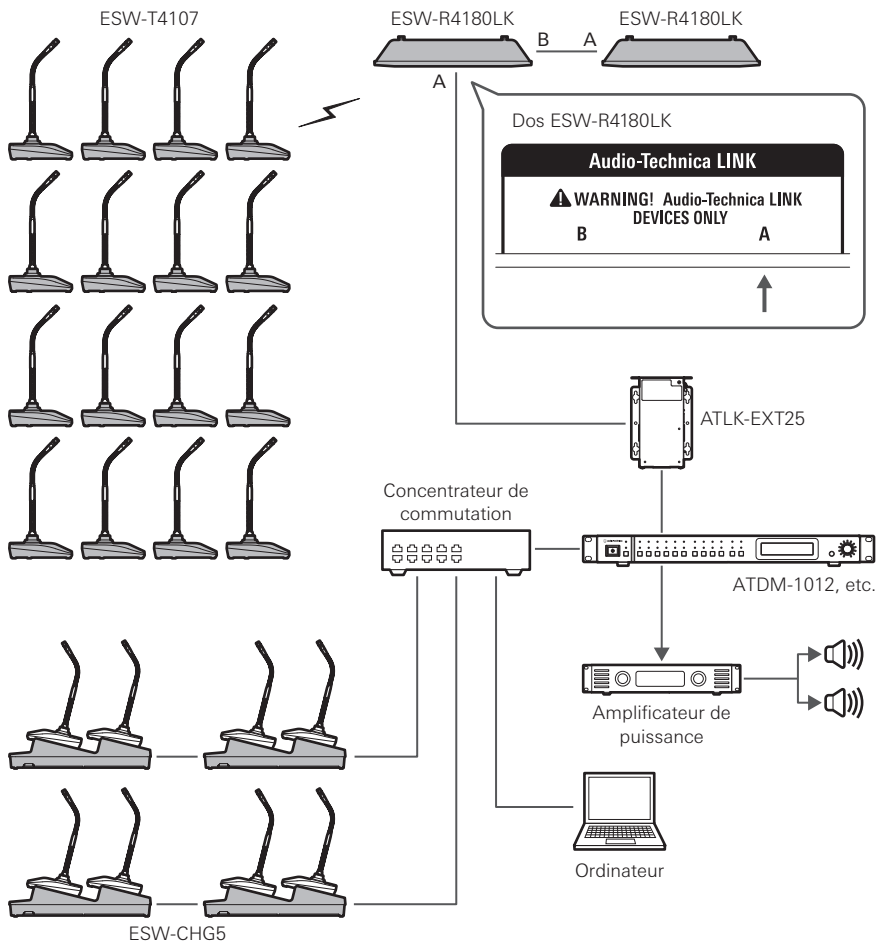 ESW-T4107
ESW-R4180LK
ESW-R4180LK
B
A
A
Dos ESW-R4180LK
Audio-Technica LINK
WARNING! Audio-Technica LINK
DEVICES ONLY
B
A
ATLK-EXT25
Concentrateur de
commutation
ATDM-1012, etc.
Amplificateur de
puissance
Ordinateur
ESW-CHG5